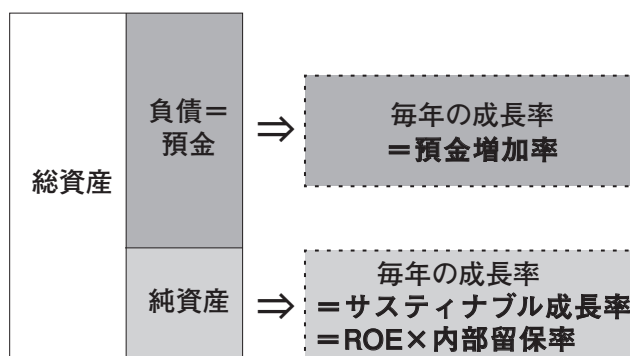 総資産
負債＝
預金
⇒
毎年の成長率
＝預金増加率
純資産
⇒
毎年の成長率
＝サスティナブル成長率
＝ROE×内部留保率